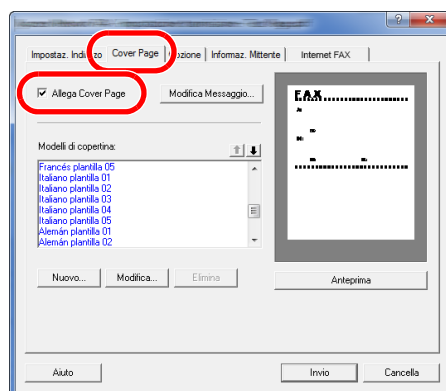 Impostaz. Indirizzo Cover Page Opzione Informaz. Mittente Internet FAX
Allega Cover Page Modifica Messaggio...
FAX
Modelli di copertina:
Francés plantilla 05
Italiano plantilla 01
Italiano plantilla 02
Italiano plantilla 03
Italiano plantilla 04
Italiano plantilla 05
Alemán plantilla 01
Alemán plantilla 02
Nuovo... Modifica... Elimina Anteprima
Aiuto Invio Cancella